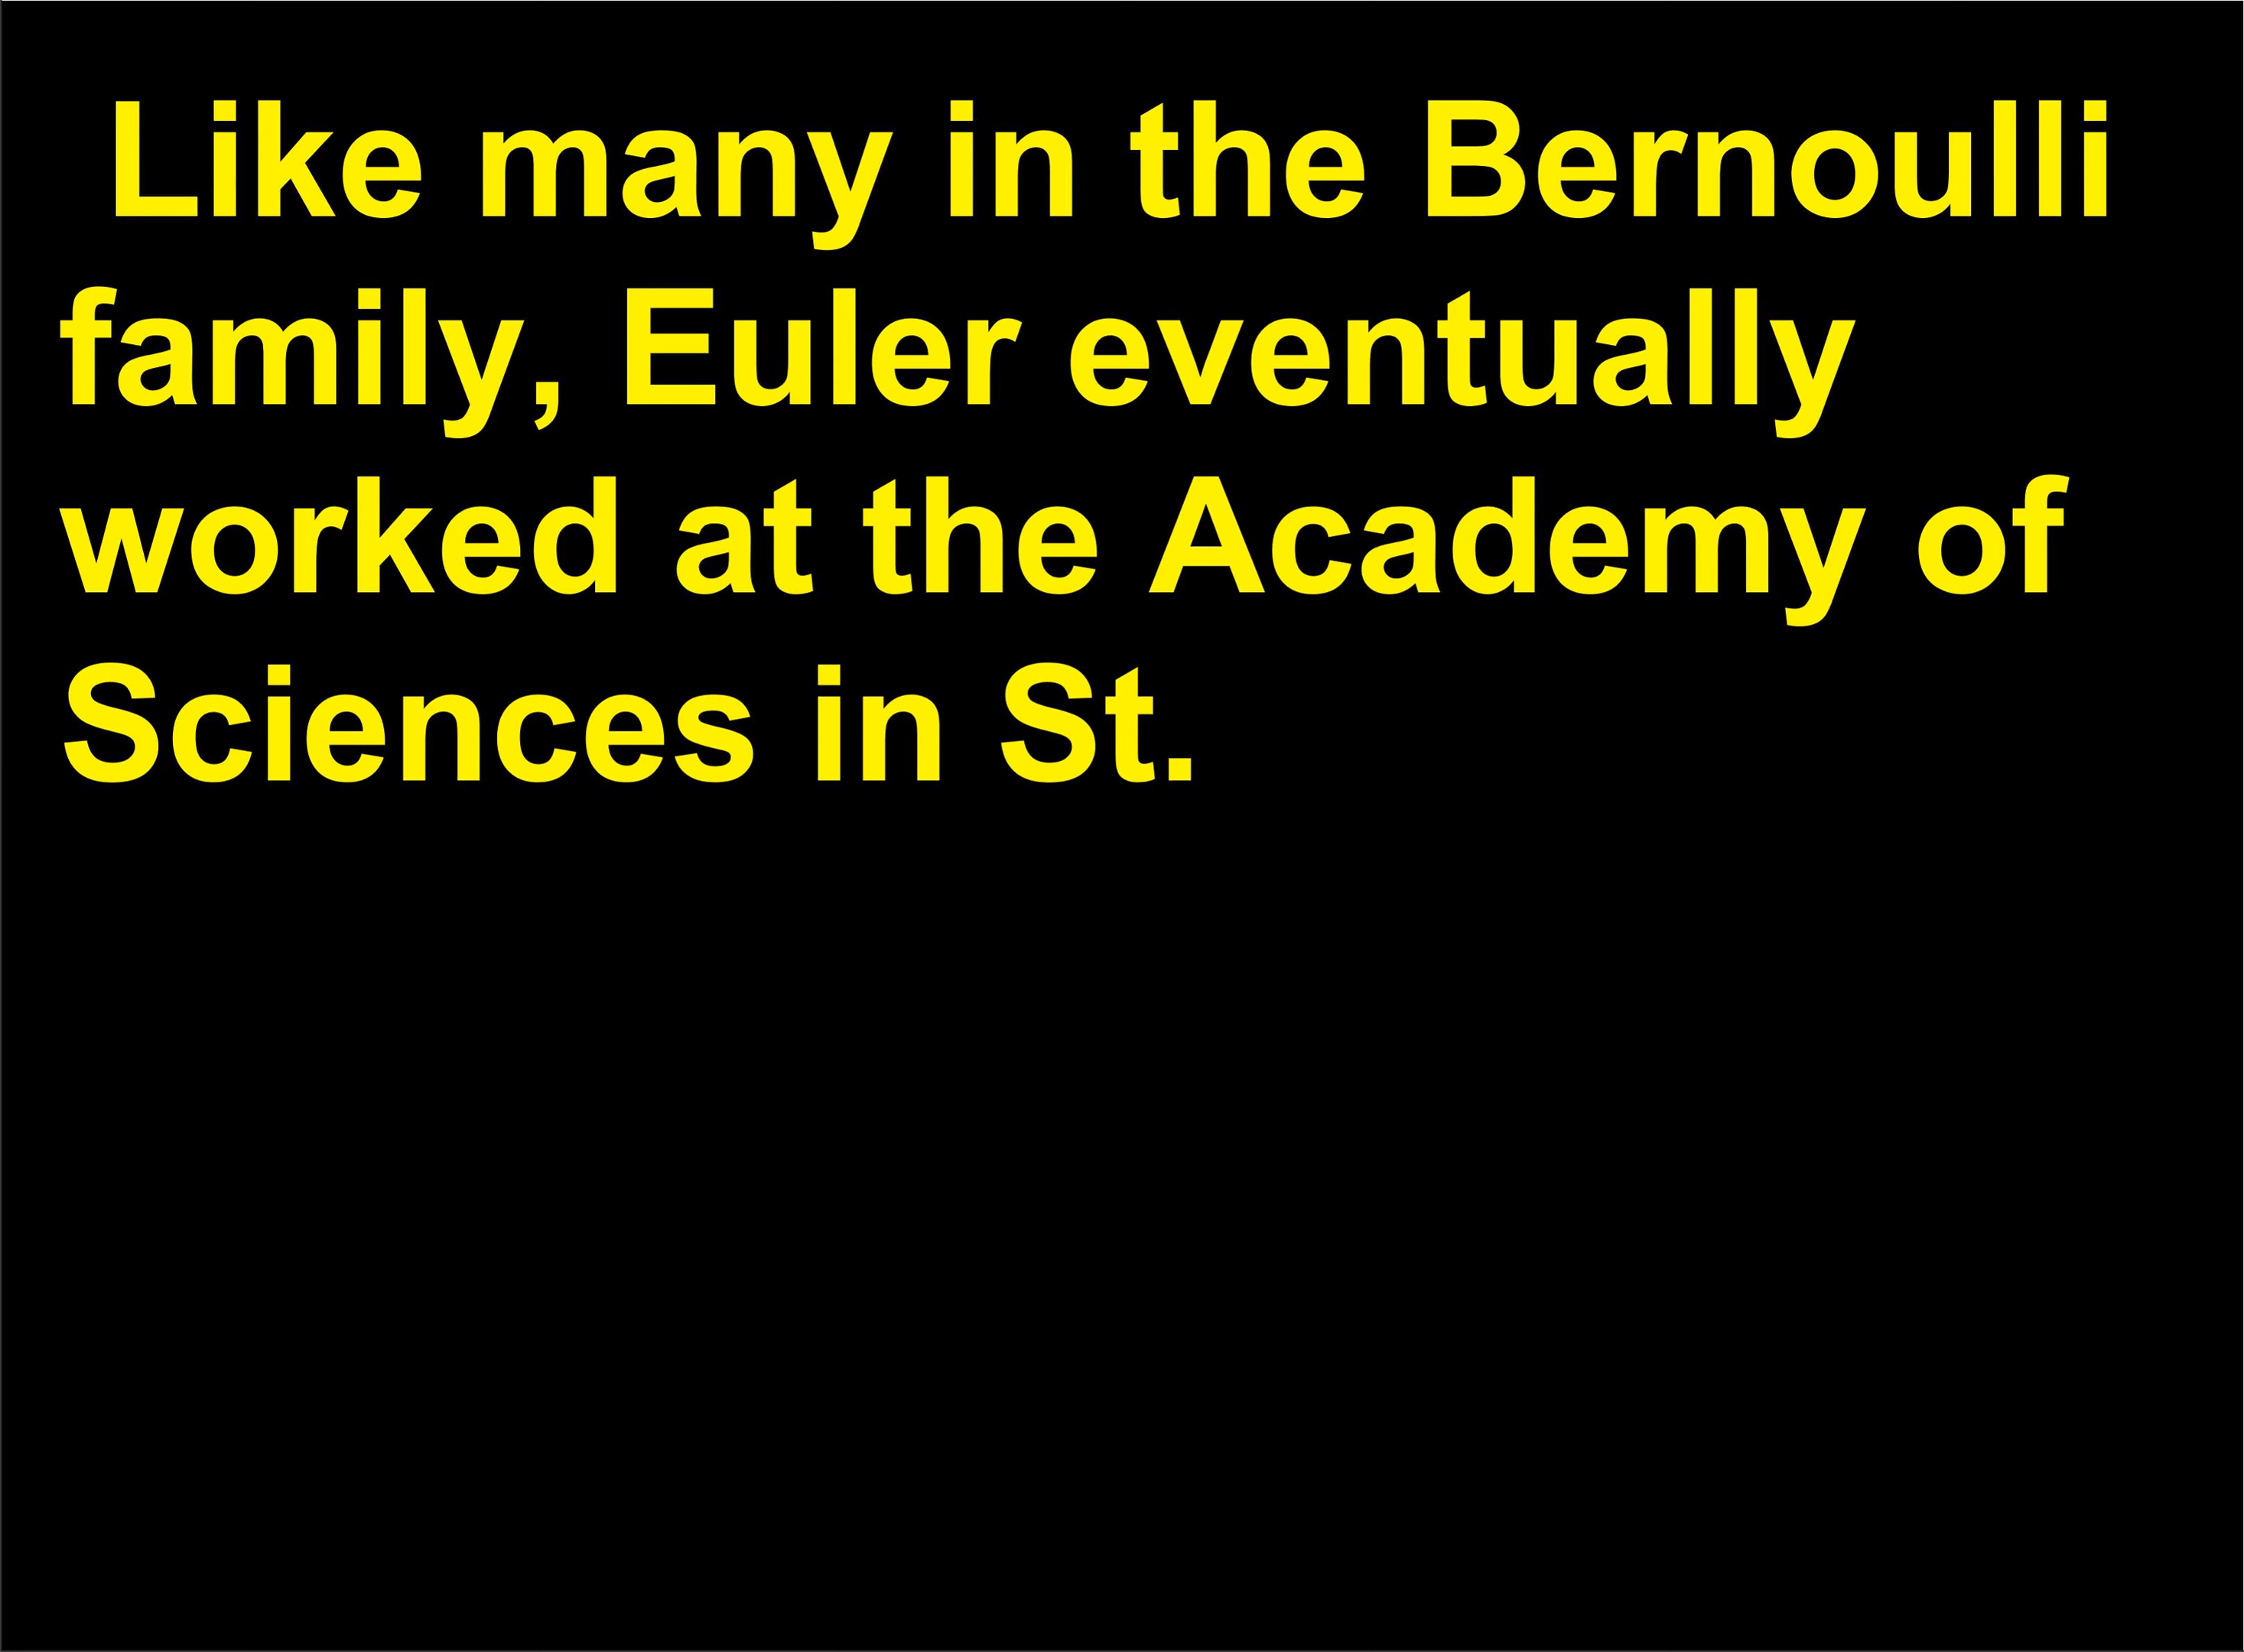 Like many in the Bernoulli
family, Euler eventually
worked at the Academy of
Sciences in St.